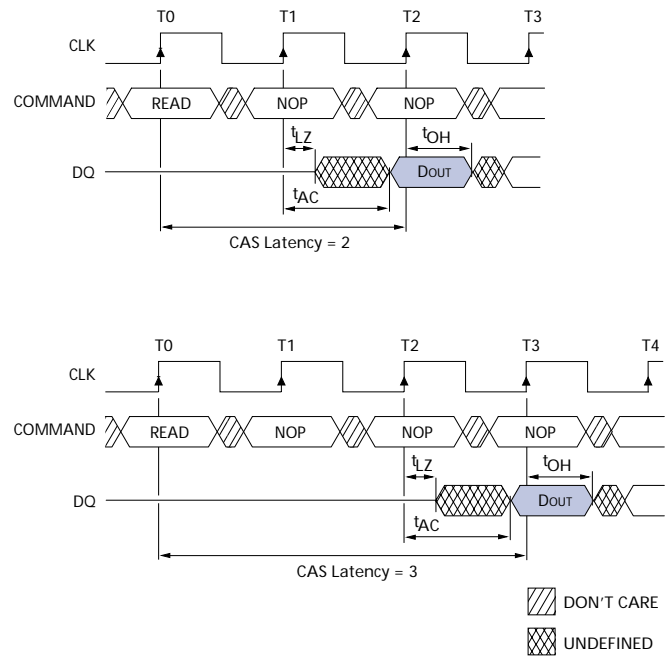 T0 T1 T2 T3
CLK
COMMAND READ NOP NOP
tLZ tOH
DQ DOUT
tAC
CAS Latency = 2
T0 T1 T2 T3 T4
CLK
COMMAND READ NOP NOP NOP
tLZ tOH
DQ DOUT
tAC
CAS Latency = 3
DON'T CARE
UNDEFINED